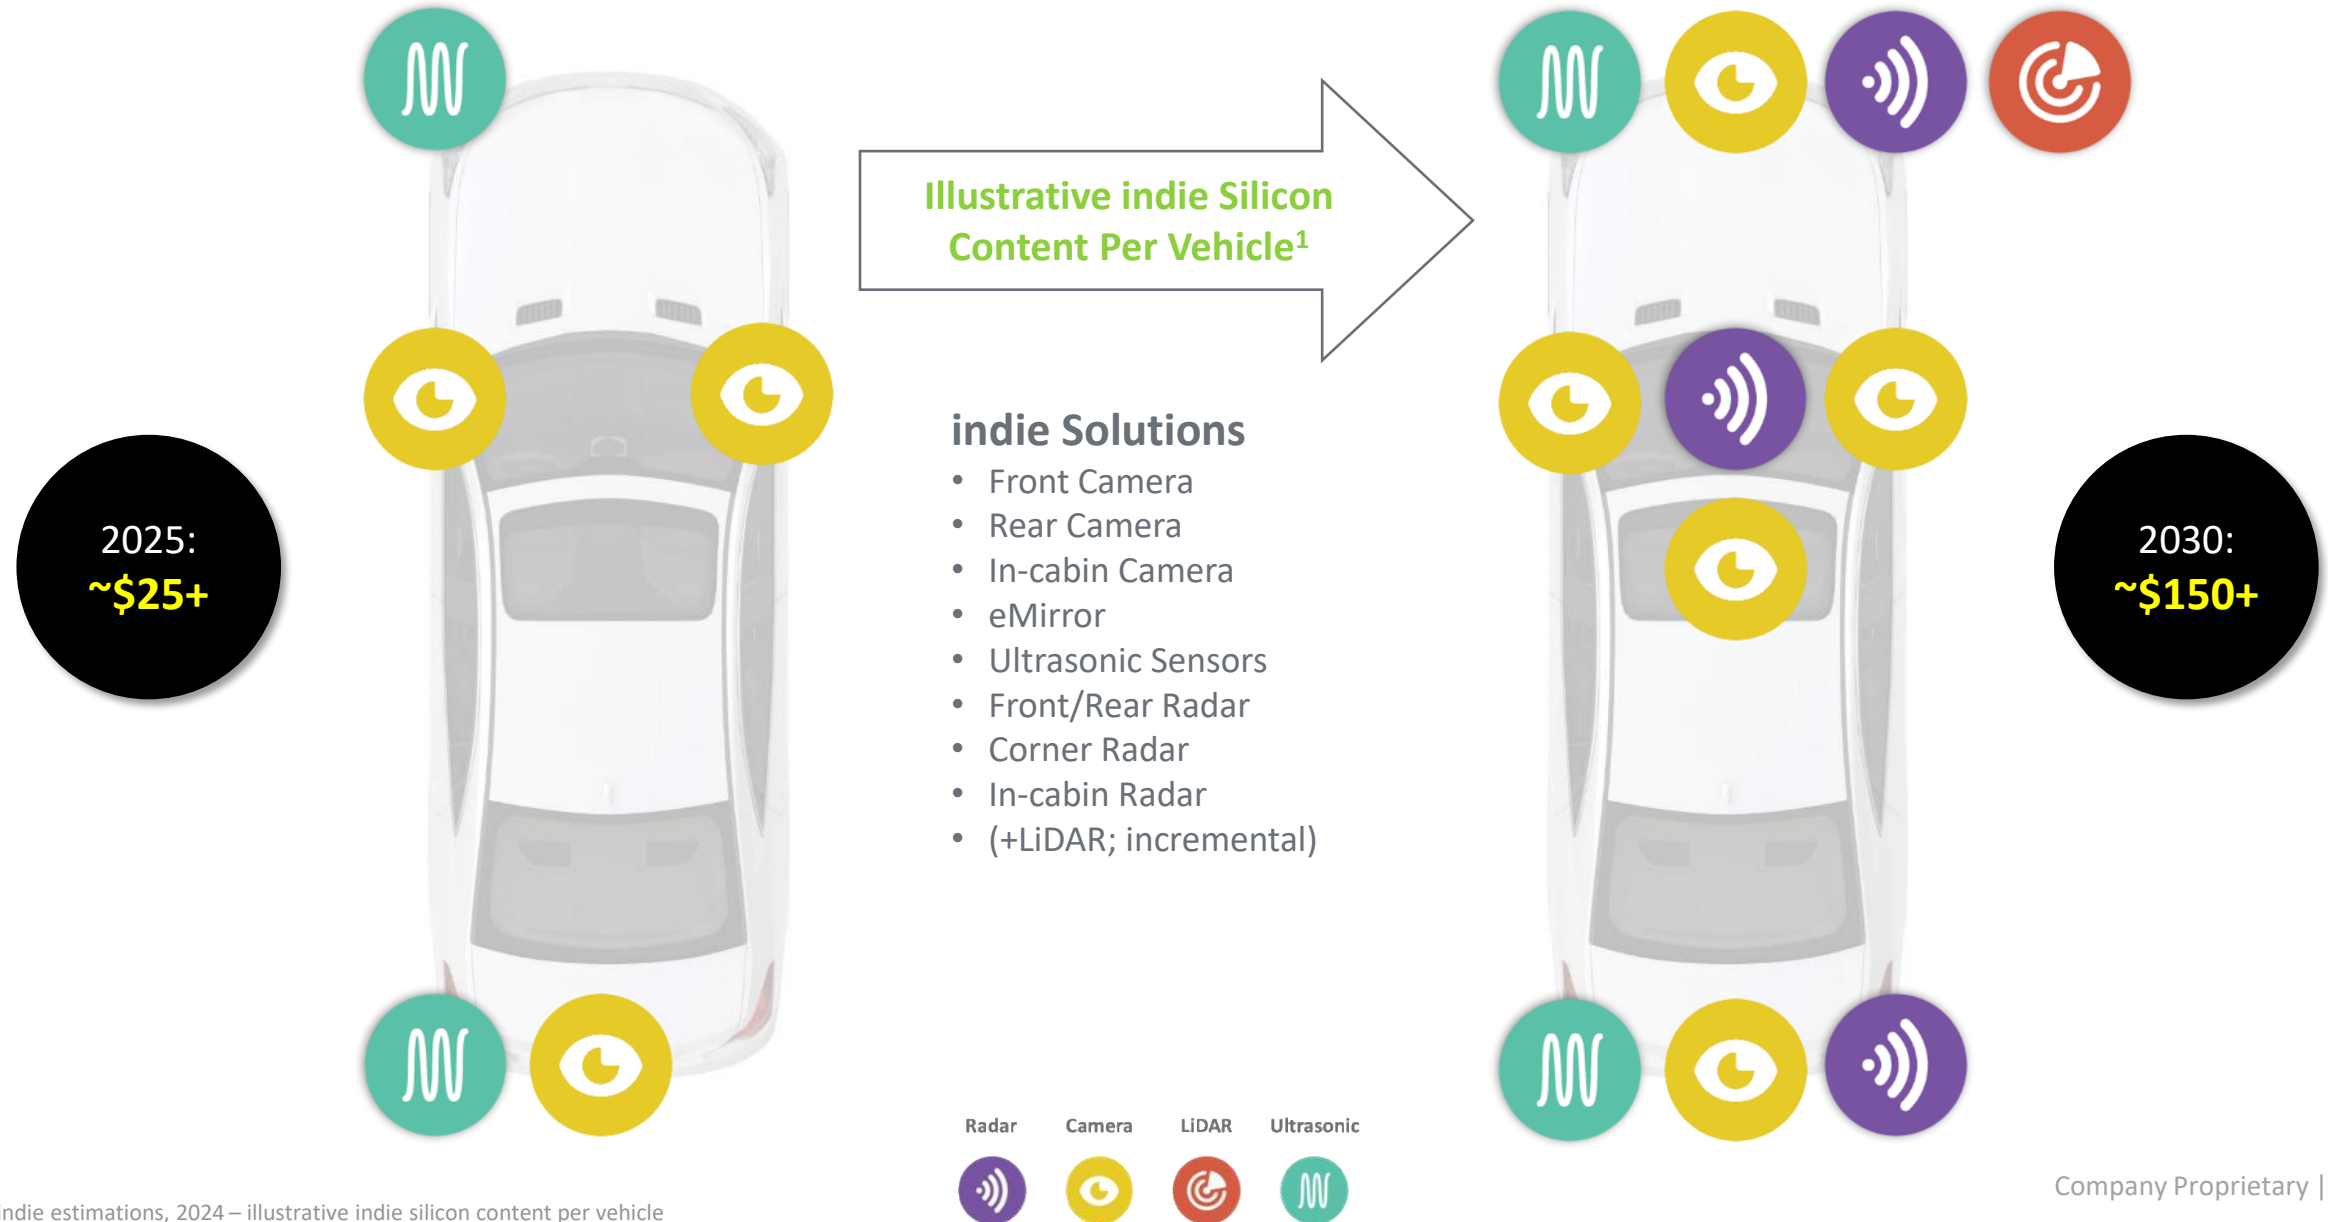 Illustrative indie Silicon
Content Per Vehicle¹
2025:
~$25+
indie Solutions
• Front Camera
• Rear Camera
• In-cabin Camera
• eMirror
• Ultrasonic Sensors
• Front/Rear Radar
• Corner Radar
• In-cabin Radar
• (+LiDAR; incremental)
2030:
~$150+
Radar Camera LiDAR Ultrasonic
Company Proprietary |
indie estimations, 2024 – illustrative indie silicon content per vehicle